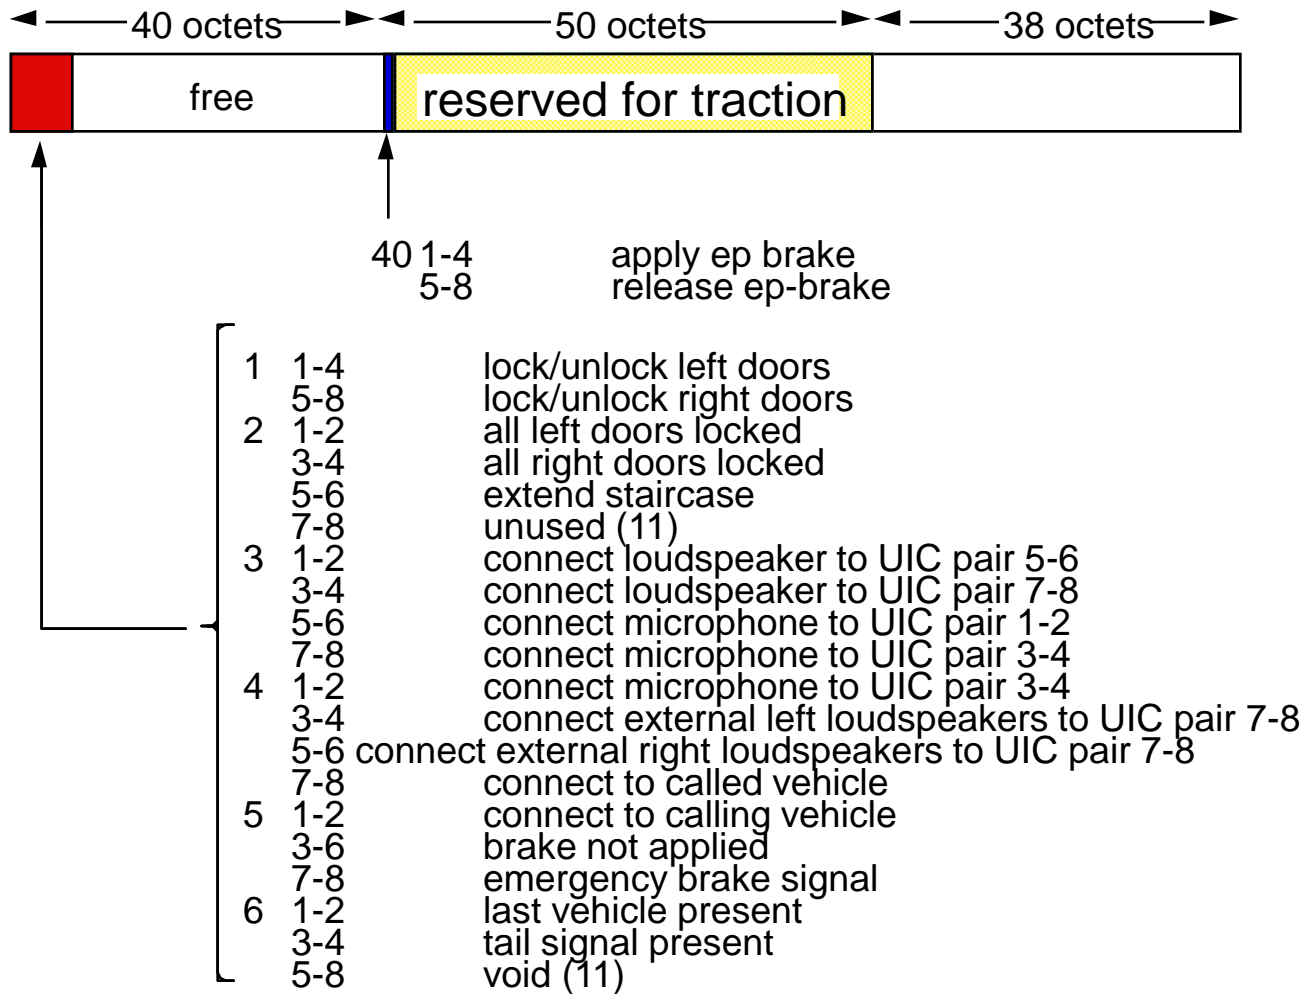 40 octets 50 octets 38 octets
free reserved for traction
40 1-4 apply ep brake
5-8 release ep-brake
1 1-4 lock/unlock left doors
5-8 lock/unlock right doors
2 1-2 all left doors locked
3-4 all right doors locked
5-6 extend staircase
7-8 unused (11)
3 1-2 connect loudspeaker to UIC pair 5-6
3-4 connect loudspeaker to UIC pair 7-8
5-6 connect microphone to UIC pair 1-2
7-8 connect microphone to UIC pair 3-4
4 1-2 connect microphone to UIC pair 3-4
3-4 connect external left loudspeakers to UIC pair 7-8
5-6 connect external right loudspeakers to UIC pair 7-8
7-8 connect to called vehicle
5 1-2 connect to calling vehicle
3-6 brake not applied
7-8 emergency brake signal
6 1-2 last vehicle present
3-4 tail signal present
5-8 void (11)